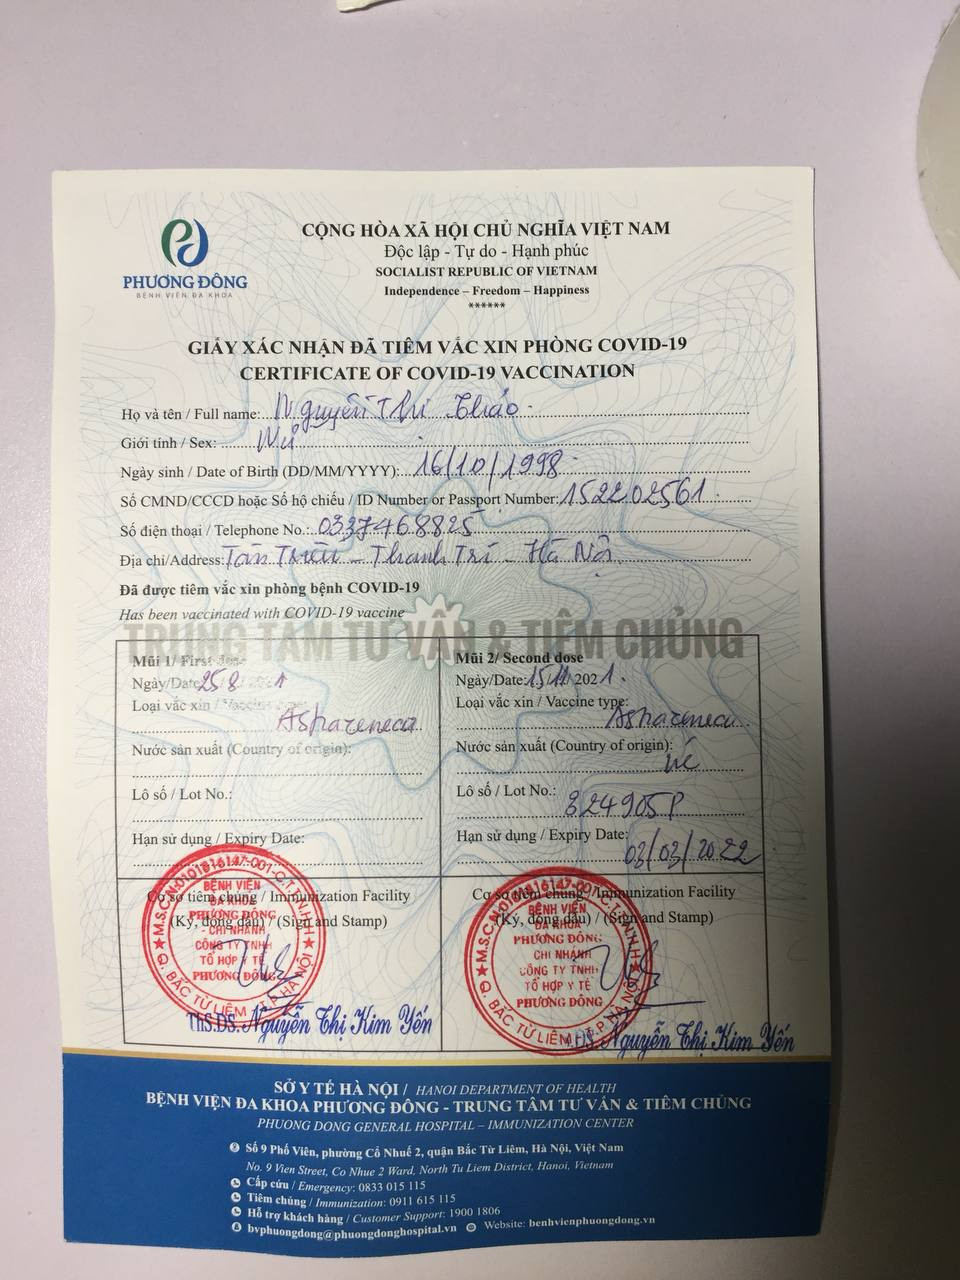 PHƯƠNG ĐÔNG
BỆNH VIỆN ĐA KHOA
CỘNG HÒA XÃ HỘI CHỦ NGHĨA VIỆT NAM
Độc lập - Tự do - Hạnh phúc
SOCIALIST REPUBLIC OF VIETNAM
Independence – Freedom – Happiness
******
GIẤY XÁC NHẬN ĐÃ TIÊM VẮC XIN PHÒNG COVID-19
CERTIFICATE OF COVID-19 VACCINATION
Họ và tên / Full name: Nguyễn Thị Thảo
Giới tính / Sex: Nữ
Ngày sinh / Date of Birth (DD/MM/YYYY): 16/10/1998
Số CMND/CCCD hoặc Số hộ chiếu / ID Number or Passport Number: 152202561
Số điện thoại / Telephone No.: 0337468825
Địa chỉ/Address: Tân Triều – Thanh Trì – Hà Nội
Đã được tiêm vắc xin phòng bệnh COVID-19
Has been vaccinated with COVID-19 vaccine
TRUNG TÂM TƯ VẤN & TIÊM CHỦNG
Mũi 1/ First dose
Ngày/Date: 25/8/2021
Loại vắc xin / Vaccine type:
Astrazeneca
Nước sản xuất (Country of origin):
Lô số / Lot No.:
Hạn sử dụng / Expiry Date:
Cơ sở tiêm chủng / Immunization Facility
(Ký, đóng dấu) / (Sign and Stamp)
M.S.C.N:0101816147-001-C.T.T.N.H.H
BỆNH VIỆN
ĐA KHOA
PHƯƠNG ĐÔNG
- CHI NHÁNH
CÔNG TY TNHH
TỔ HỢP Y TẾ
PHƯƠNG ĐÔNG
Q. BẮC TỪ LIÊM - T.P HÀ NỘI
ThS.DS. Nguyễn Thị Kim Yến
Mũi 2/ Second dose
Ngày/Date: 15/11/2021.
Loại vắc xin / Vaccine type:
Astrazeneca
Nước sản xuất (Country of origin):
Úc
Lô số / Lot No.:
324905P
Hạn sử dụng / Expiry Date:
03/03/2022
Cơ sở tiêm chủng / Immunization Facility
(Ký, đóng dấu) / (Sign and Stamp)
BỆNH VIỆN
ĐA KHOA
PHƯƠNG ĐÔNG
CHI NHÁNH
CÔNG TY TNHH
TỔ HỢP Y TẾ
PHƯƠNG ĐÔNG
Q. BẮC TỪ LIÊM - T.P HÀ NỘI
Nguyễn Thị Kim Yến
SỞ Y TẾ HÀ NỘI / HANOI DEPARTMENT OF HEALTH
BỆNH VIỆN ĐA KHOA PHƯƠNG ĐÔNG - TRUNG TÂM TƯ VẤN & TIÊM CHỦNG
PHUONG DONG GENERAL HOSPITAL – IMMUNIZATION CENTER
Số 9 Phố Viên, phường Cổ Nhuế 2, quận Bắc Từ Liêm, Hà Nội, Việt Nam
No. 9 Vien Street, Co Nhue 2 Ward, North Tu Liem District, Hanoi, Vietnam
Cấp cứu / Emergency: 0833 015 115
Tiêm chủng / Immunization: 0911 615 115
Hỗ trợ khách hàng / Customer Support: 1900 1806
bvphuongdong@phuongdonghospital.vn Website: benhvienphuongdong.vn